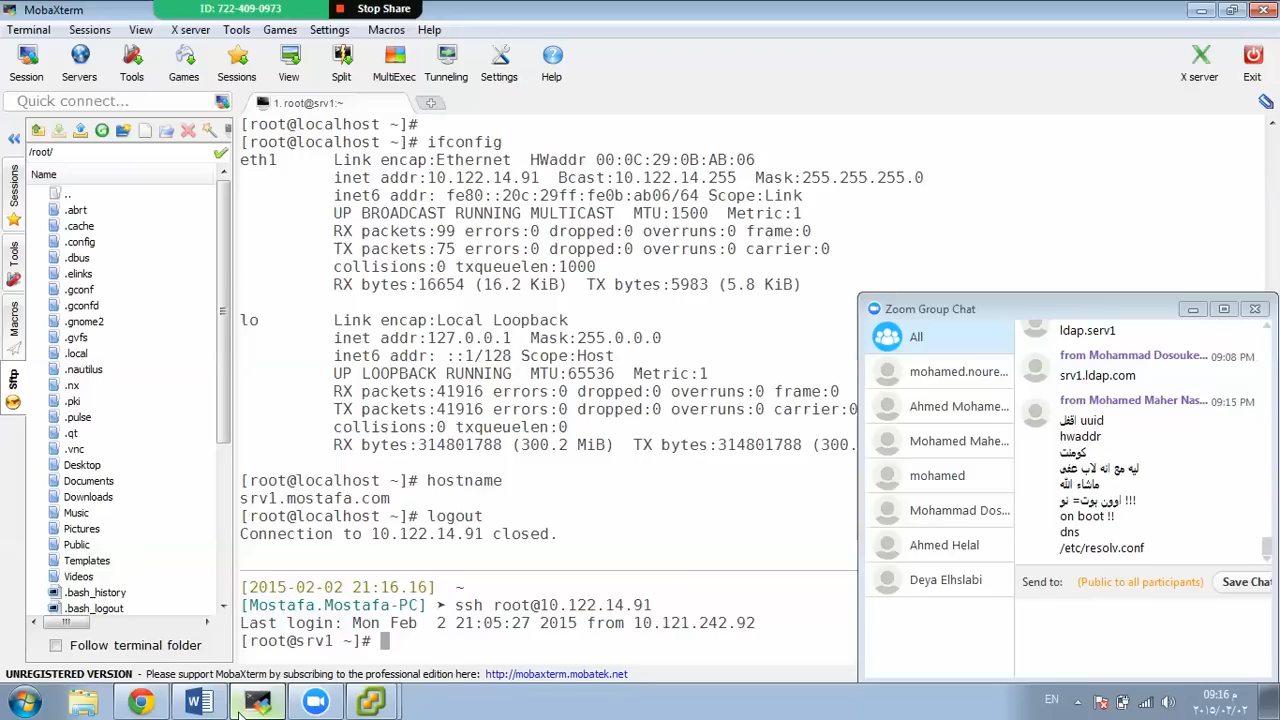 MobaXterm
ID: 722-409-0973
Stop Share
Terminal Sessions View X server Tools Games Settings Macros Help
Session Servers Tools Games Sessions View Split MultiExec Tunneling Settings Help X server Exit
Quick connect...
1. root@srv1:~
/root/
Name
..
.abrt
.cache
.config
.dbus
.elinks
.gconf
.gconfd
.gnome2
.gvfs
.local
.nautilus
.nx
.pki
.pulse
.qt
.vnc
Desktop
Documents
Downloads
Music
Pictures
Public
Templates
Videos
.bash_history
.bash_logout
Follow terminal folder
Sessions
Tools
Macros
Sftp
[root@localhost ~]#
[root@localhost ~]# ifconfig
eth1 Link encap:Ethernet HWaddr 00:0C:29:0B:AB:06
inet addr:10.122.14.91 Bcast:10.122.14.255 Mask:255.255.255.0
inet6 addr: fe80::20c:29ff:fe0b:ab06/64 Scope:Link
UP BROADCAST RUNNING MULTICAST MTU:1500 Metric:1
RX packets:99 errors:0 dropped:0 overruns:0 frame:0
TX packets:75 errors:0 dropped:0 overruns:0 carrier:0
collisions:0 txqueuelen:1000
RX bytes:16654 (16.2 KiB) TX bytes:5983 (5.8 KiB)
lo Link encap:Local Loopback
inet addr:127.0.0.1 Mask:255.0.0.0
inet6 addr: ::1/128 Scope:Host
UP LOOPBACK RUNNING MTU:65536 Metric:1
RX packets:41916 errors:0 dropped:0 overruns:0 frame:0
TX packets:41916 errors:0 dropped:0 overruns:0 carrier:0
collisions:0 txqueuelen:0
RX bytes:314801788 (300.2 MiB) TX bytes:314801788 (300.
[root@localhost ~]# hostname
srv1.mostafa.com
[root@localhost ~]# logout
Connection to 10.122.14.91 closed.
[2015-02-02 21:16.16] ~
[Mostafa.Mostafa-PC] ➤ ssh root@10.122.14.91
Last login: Mon Feb 2 21:05:27 2015 from 10.121.242.92
[root@srv1 ~]#
Zoom Group Chat
All
mohamed.noure...
Ahmed Mohame...
Mohamed Mahe...
mohamed
Mohammad Dos...
Ahmed Helal
Deya Elhslabi
ldap.serv1
from Mohammad Dosouke... 09:08 PM
srv1.ldap.com
from Mohamed Maher Nas... 09:15 PM
اقفل uuid
hwaddr
كومنت
ليه مع انه لاب عفى
ماشاء الله
اوون بوت= نو !!!
on boot !!
dns
/etc/resolv.conf
Send to: (Public to all participants) Save Chat
UNREGISTERED VERSION - Please support MobaXterm by subscribing to the professional edition here: http://mobaxterm.mobatek.net
EN
09:16 م
٢٠١٥/٠٢/٠٢